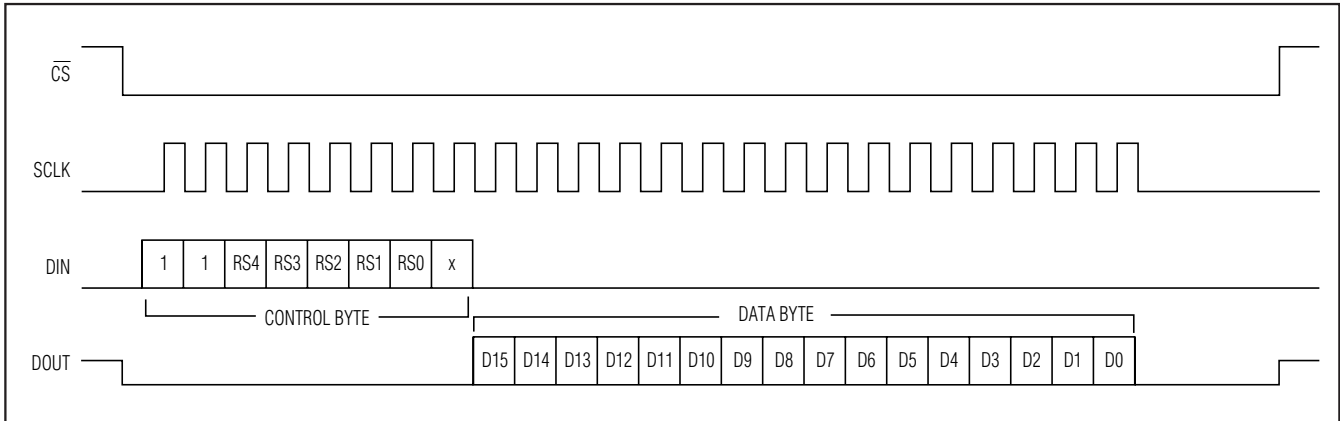 CS
SCLK
DIN 1 1 RS4 RS3 RS2 RS1 RS0 x
CONTROL BYTE DATA BYTE
DOUT D15 D14 D13 D12 D11 D10 D9 D8 D7 D6 D5 D4 D3 D2 D1 D0